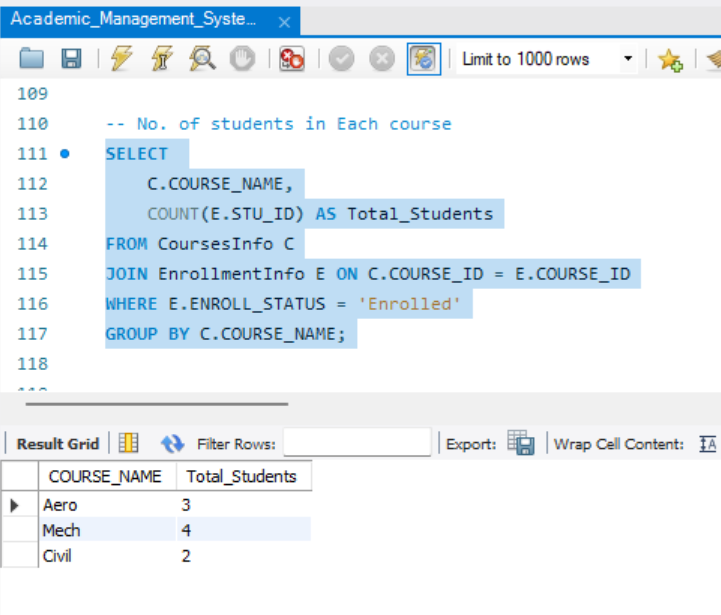 Academic_Management_Syste...
Limit to 1000 rows
109
110 -- No. of students in Each course
111 SELECT
112 C.COURSE_NAME,
113 COUNT(E.STU_ID) AS Total_Students
114 FROM CoursesInfo C
115 JOIN EnrollmentInfo E ON C.COURSE_ID = E.COURSE_ID
116 WHERE E.ENROLL_STATUS = 'Enrolled'
117 GROUP BY C.COURSE_NAME;
118
Result Grid Filter Rows: Export: Wrap Cell Content:
COURSE_NAME Total_Students
Aero 3
Mech 4
Civil 2